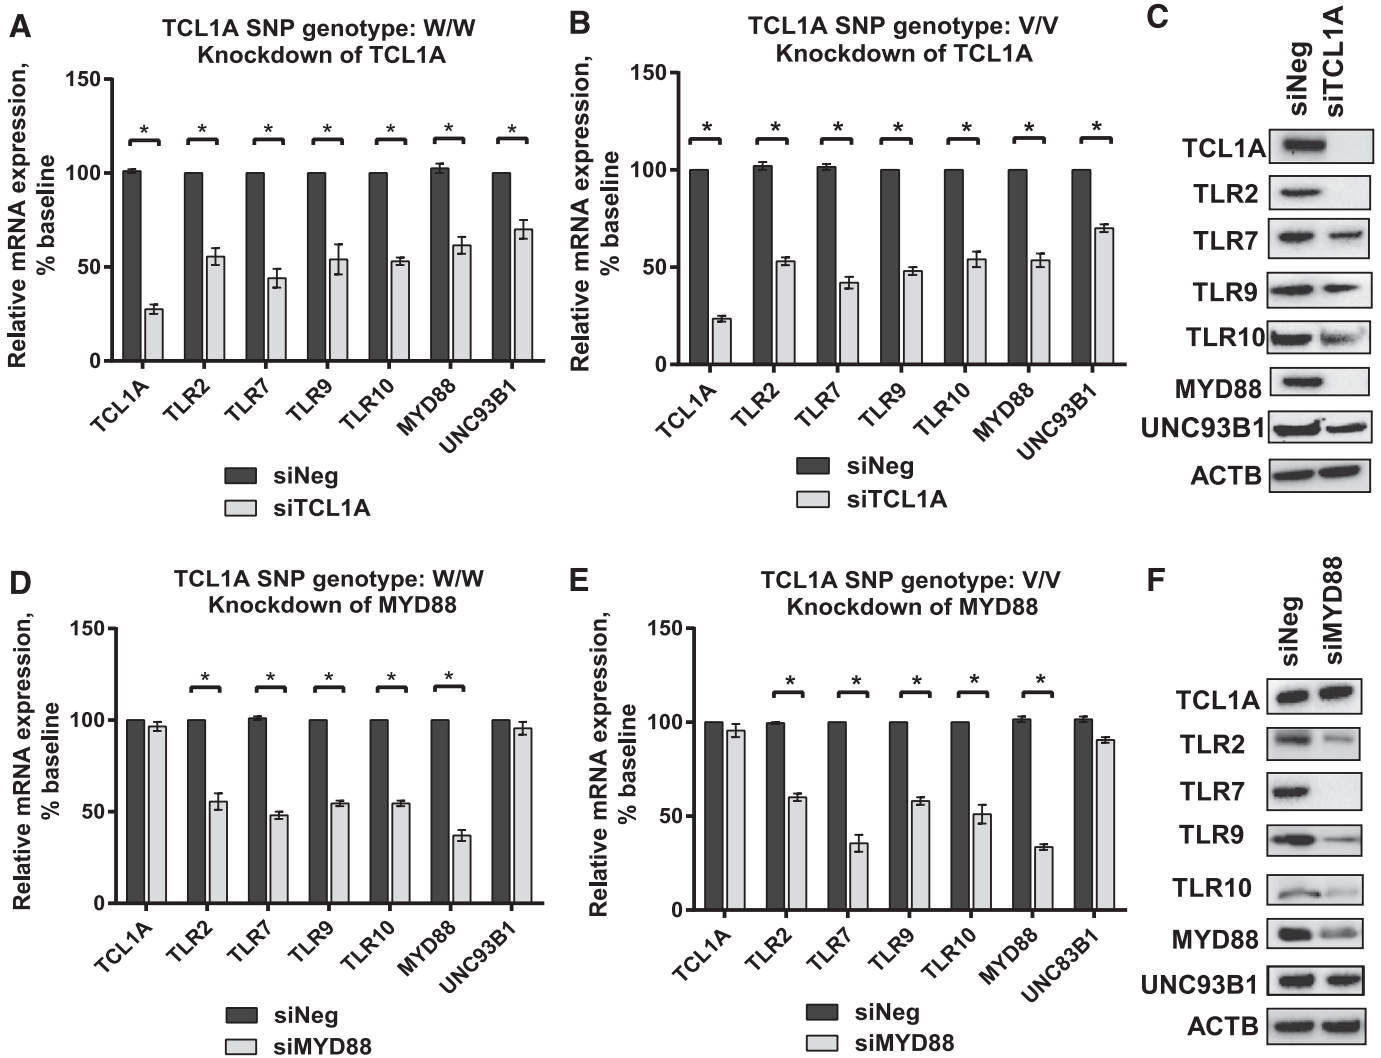 A
TCL1A SNP genotype: W/W
Knockdown of TCL1A
Relative mRNA expression,
% baseline
150
100
50
0
* * * * * * *
TCL1A TLR2 TLR7 TLR9 TLR10 MYD88 UNC93B1
siNeg
siTCL1A
B
TCL1A SNP genotype: V/V
Knockdown of TCL1A
Relative mRNA expression,
% baseline
150
100
50
0
* * * * * * *
TCL1A TLR2 TLR7 TLR9 TLR10 MYD88 UNC93B1
siNeg
siTCL1A
C
siNeg
siTCL1A
TCL1A
TLR2
TLR7
TLR9
TLR10
MYD88
UNC93B1
ACTB
D
TCL1A SNP genotype: W/W
Knockdown of MYD88
Relative mRNA expression,
% baseline
150
100
50
0
* * * * *
TCL1A TLR2 TLR7 TLR9 TLR10 MYD88 UNC93B1
siNeg
siMYD88
E
TCL1A SNP genotype: V/V
Knockdown of MYD88
Relative mRNA expression,
% baseline
150
100
50
0
* * * * *
TCL1A TLR2 TLR7 TLR9 TLR10 MYD88 UNC83B1
siNeg
siMYD88
F
siNeg
siMYD88
TCL1A
TLR2
TLR7
TLR9
TLR10
MYD88
UNC93B1
ACTB